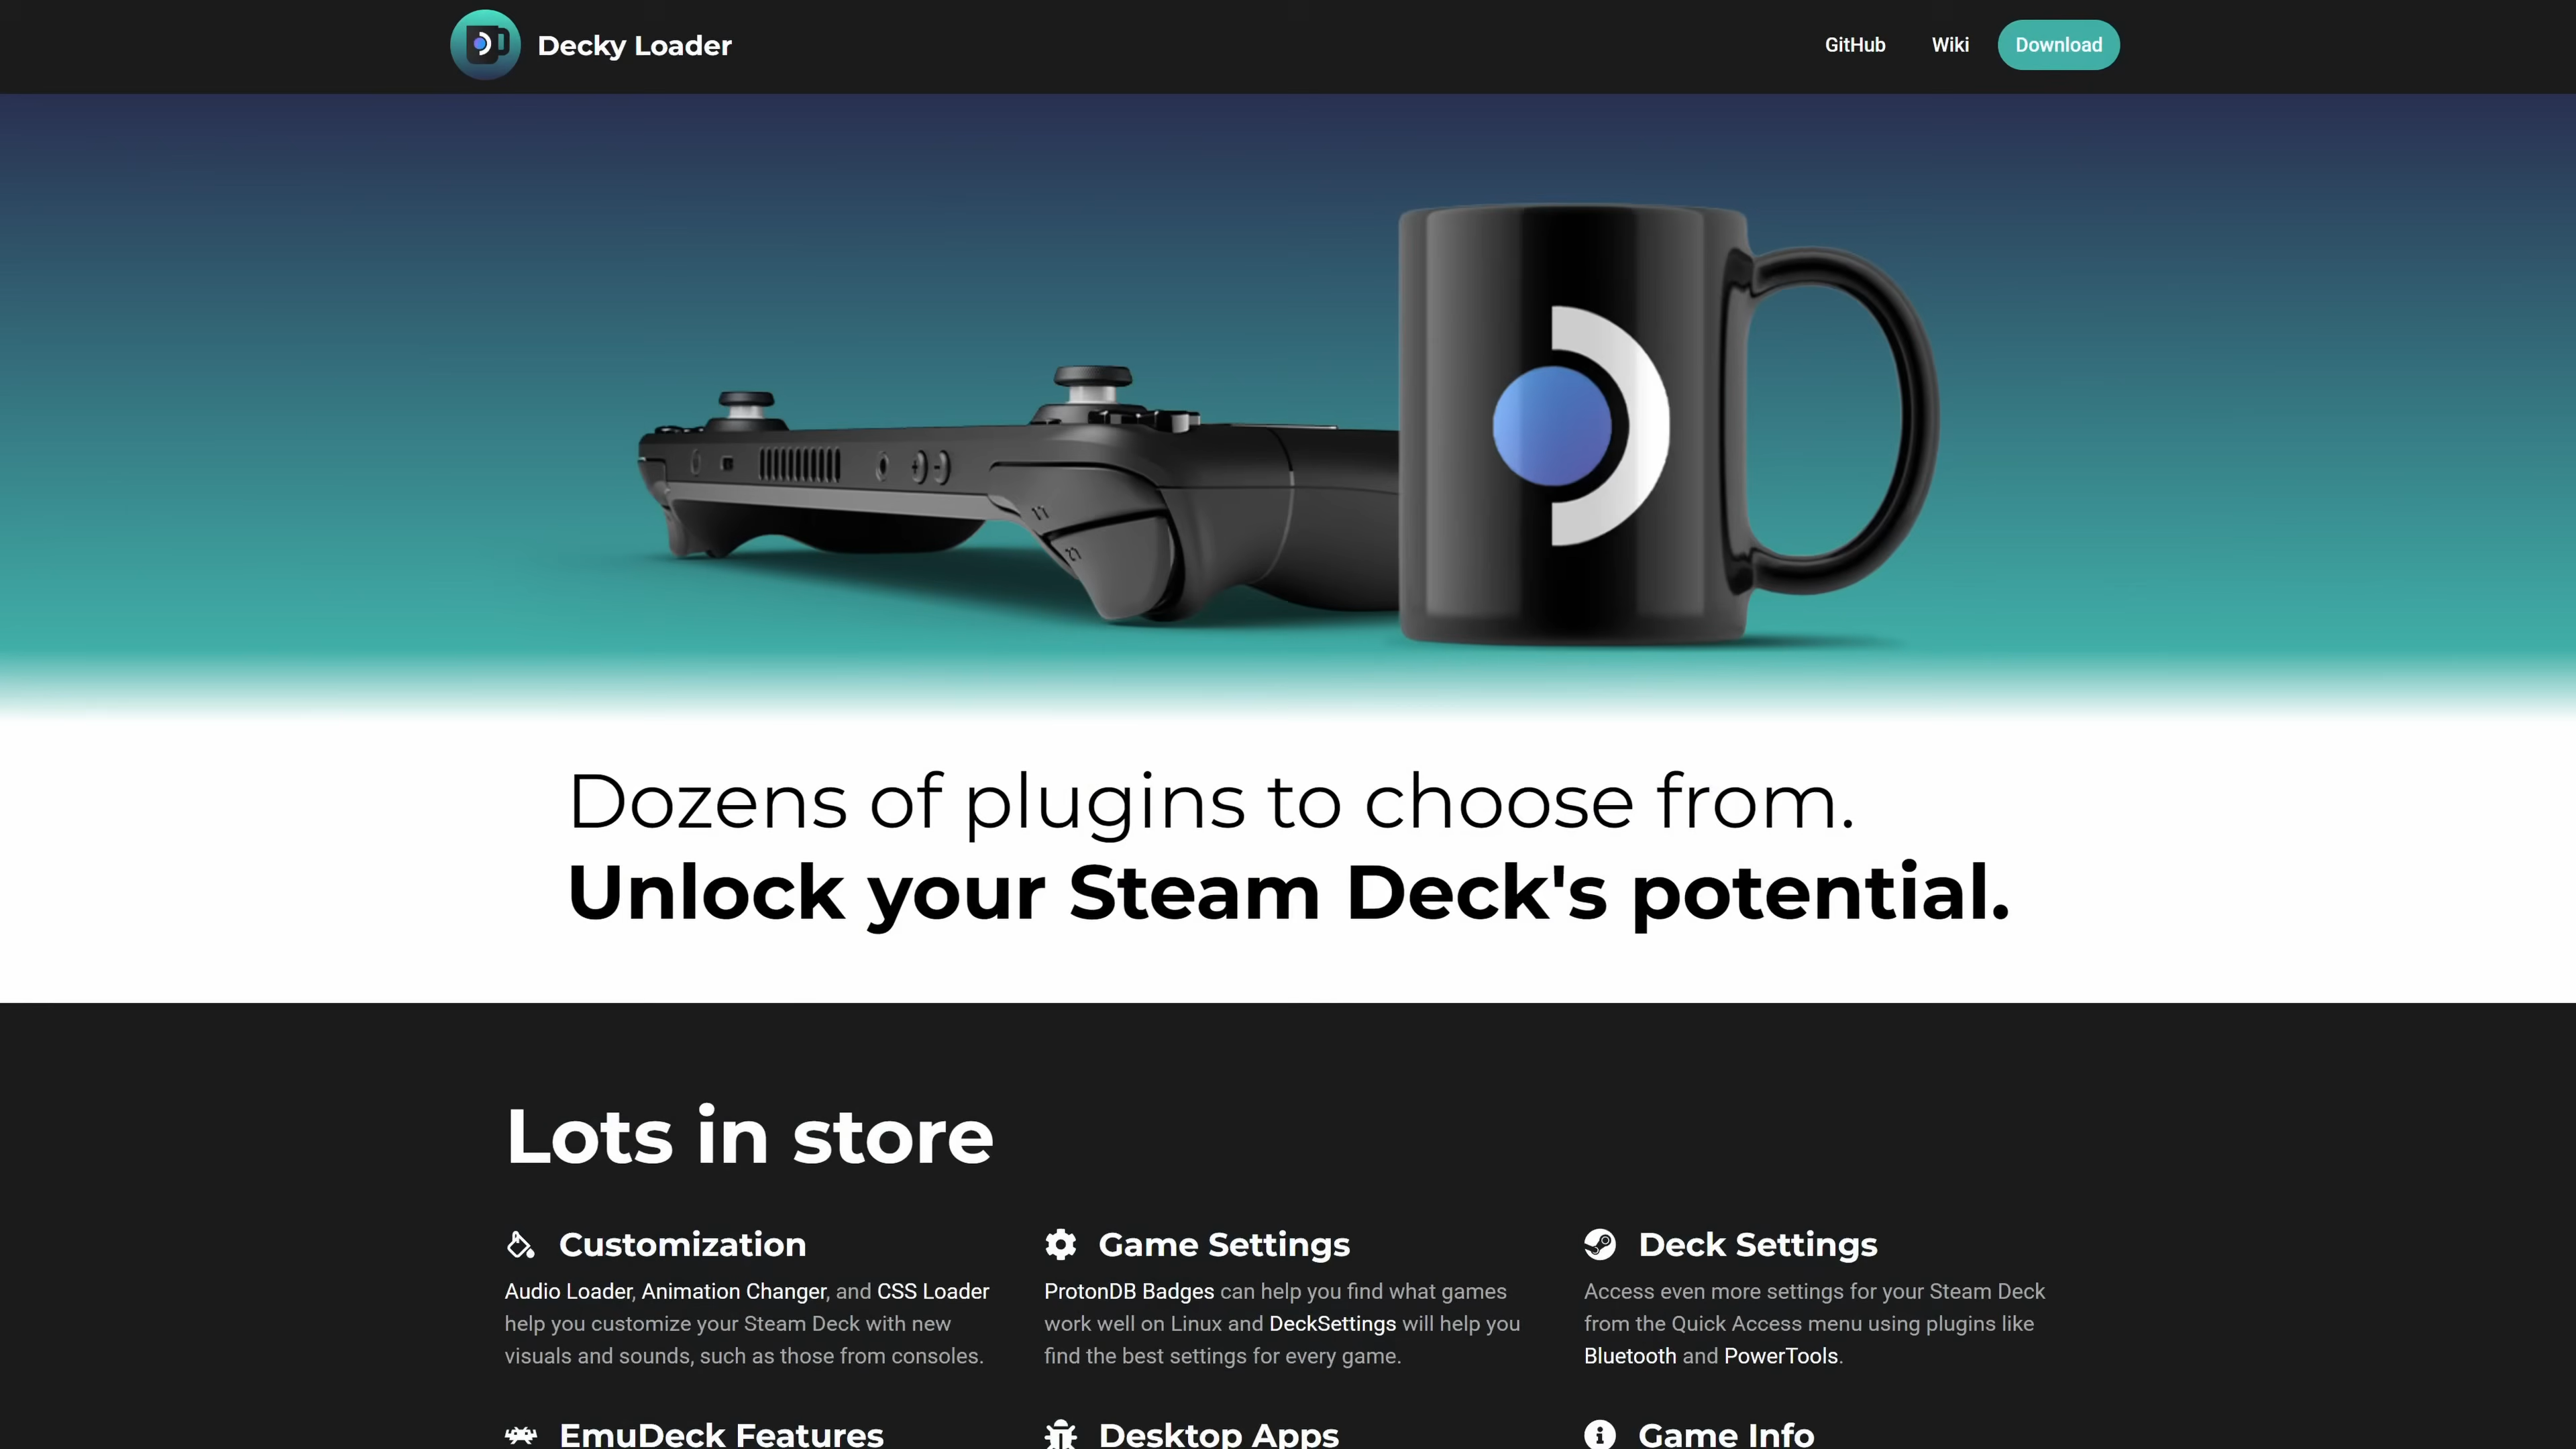 Decky Loader
GitHub
Wiki
Download
Dozens of plugins to choose from.
Unlock your Steam Deck's potential.
Lots in store
Customization
Audio Loader, Animation Changer, and CSS Loader
help you customize your Steam Deck with new
visuals and sounds, such as those from consoles.
Game Settings
ProtonDB Badges can help you find what games
work well on Linux and DeckSettings will help you
find the best settings for every game.
Deck Settings
Access even more settings for your Steam Deck
from the Quick Access menu using plugins like
Bluetooth and PowerTools.
EmuDeck Features
Desktop Apps
Game Info